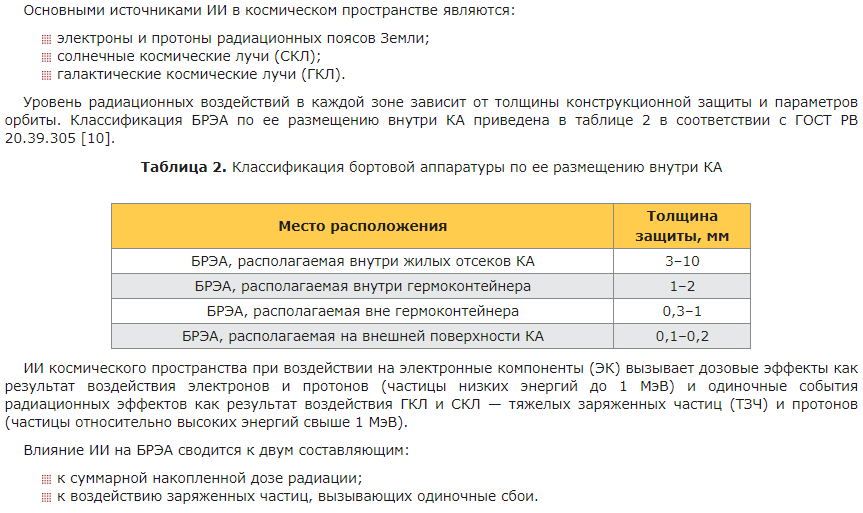 Основными источниками ИИ в космическом пространстве являются:
электроны и протоны радиационных поясов Земли;
солнечные космические лучи (СКЛ);
галактические космические лучи (ГКЛ).
Уровень радиационных воздействий в каждой зоне зависит от толщины конструкционной защиты и параметров
орбиты. Классификация БРЭА по ее размещению внутри КА приведена в таблице 2 в соответствии с ГОСТ РВ
20.39.305 [10].
Таблица 2. Классификация бортовой аппаратуры по ее размещению внутри КА
Место расположения
Толщина
защиты, мм
БРЭА, располагаемая внутри жилых отсеков КА 3–10
БРЭА, располагаемая внутри гермоконтейнера 1–2
БРЭА, располагаемая вне гермоконтейнера 0,3–1
БРЭА, располагаемая на внешней поверхности КА 0,1–0,2
ИИ космического пространства при воздействии на электронные компоненты (ЭК) вызывает дозовые эффекты как
результат воздействия электронов и протонов (частицы низких энергий до 1 МэВ) и одиночные события
радиационных эффектов как результат воздействия ГКЛ и СКЛ — тяжелых заряженных частиц (ТЗЧ) и протонов
(частицы относительно высоких энергий свыше 1 МэВ).
Влияние ИИ на БРЭА сводится к двум составляющим:
к суммарной накопленной дозе радиации;
к воздействию заряженных частиц, вызывающих одиночные сбои.